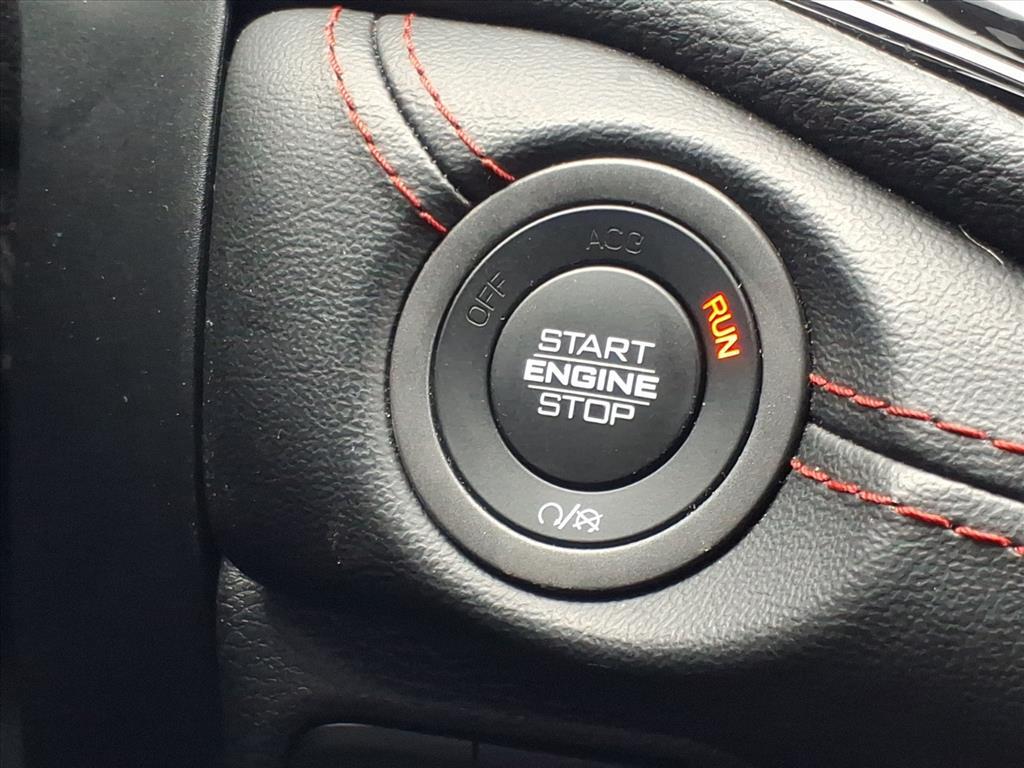 ACC
OFF
RUN
START
ENGINE
STOP